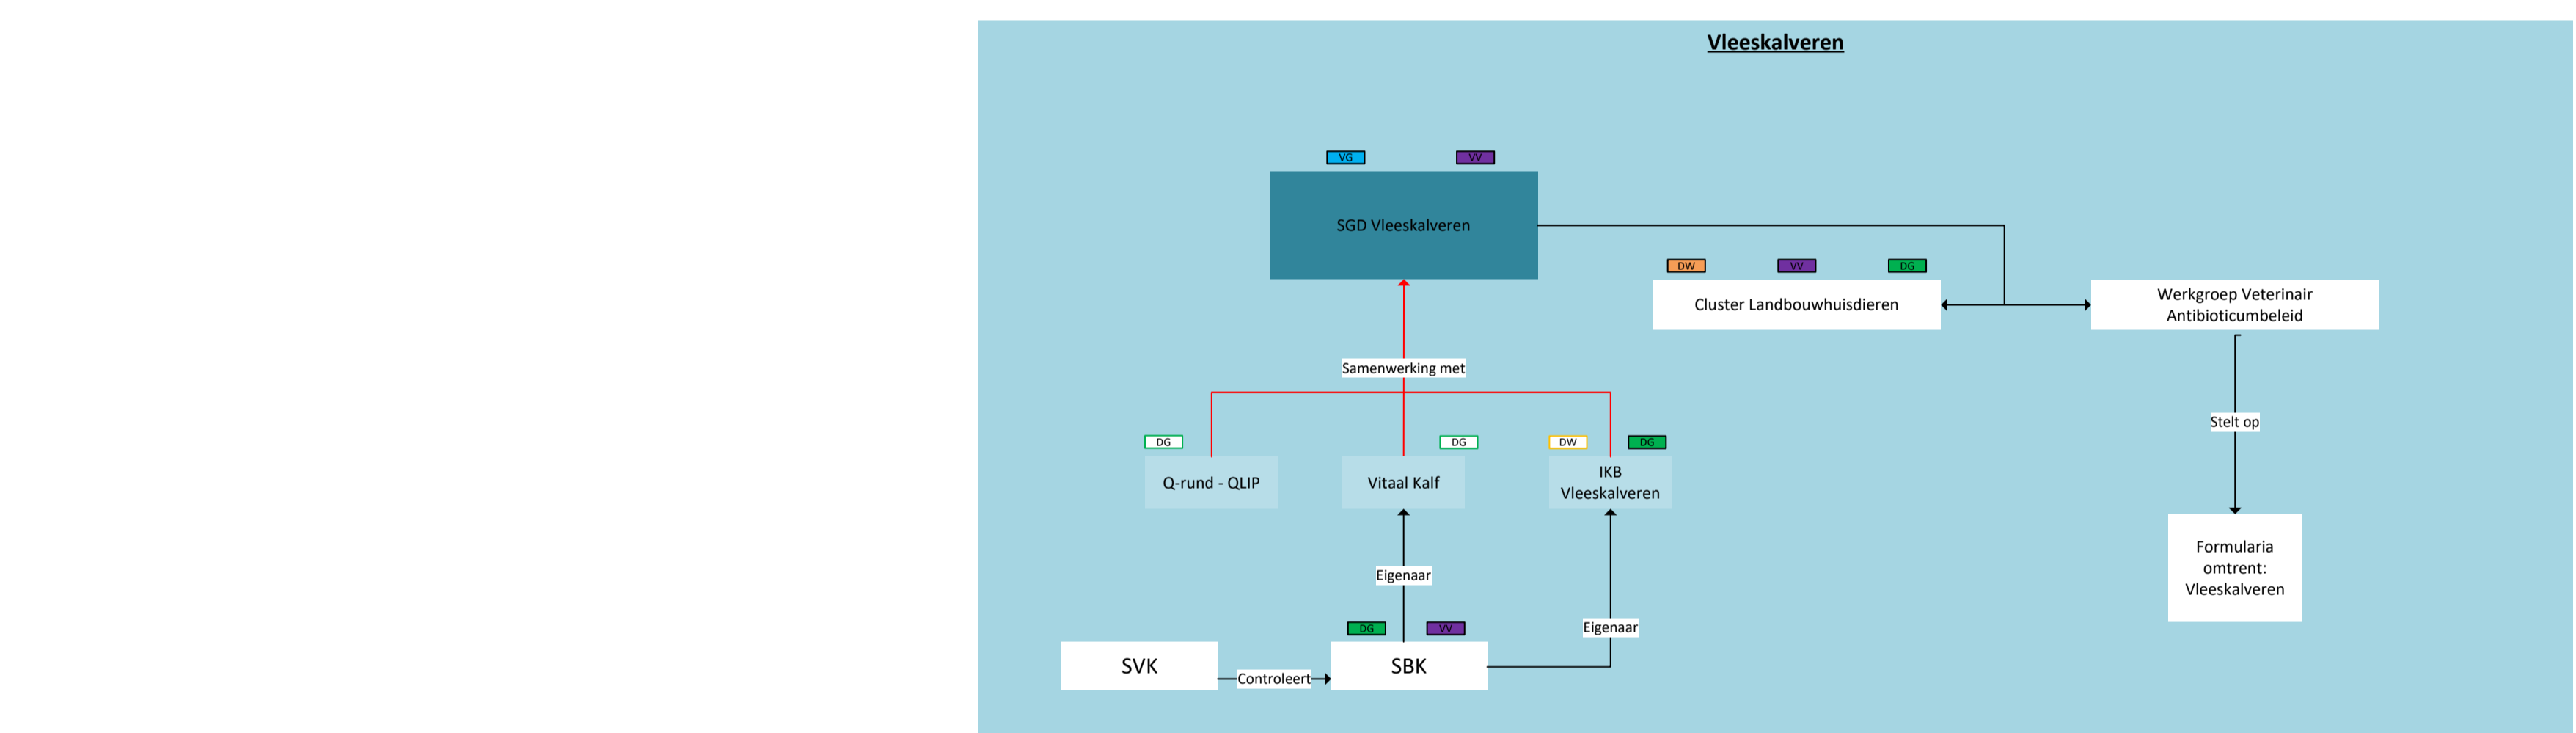 Vleeskalveren
VG
VV
SGD Vleeskalveren
DW
VV
DG
Cluster Landbouwhuisdieren
Werkgroep Veterinair
Antibioticumbeleid
Samenwerking met
Stelt op
DG
DG
DW
DG
Q-rund - QLIP
Vitaal Kalf
IKB
Vleeskalveren
Formularia
omtrent:
Vleeskalveren
Eigenaar
Eigenaar
DG
VV
SVK
Controleert
SBK